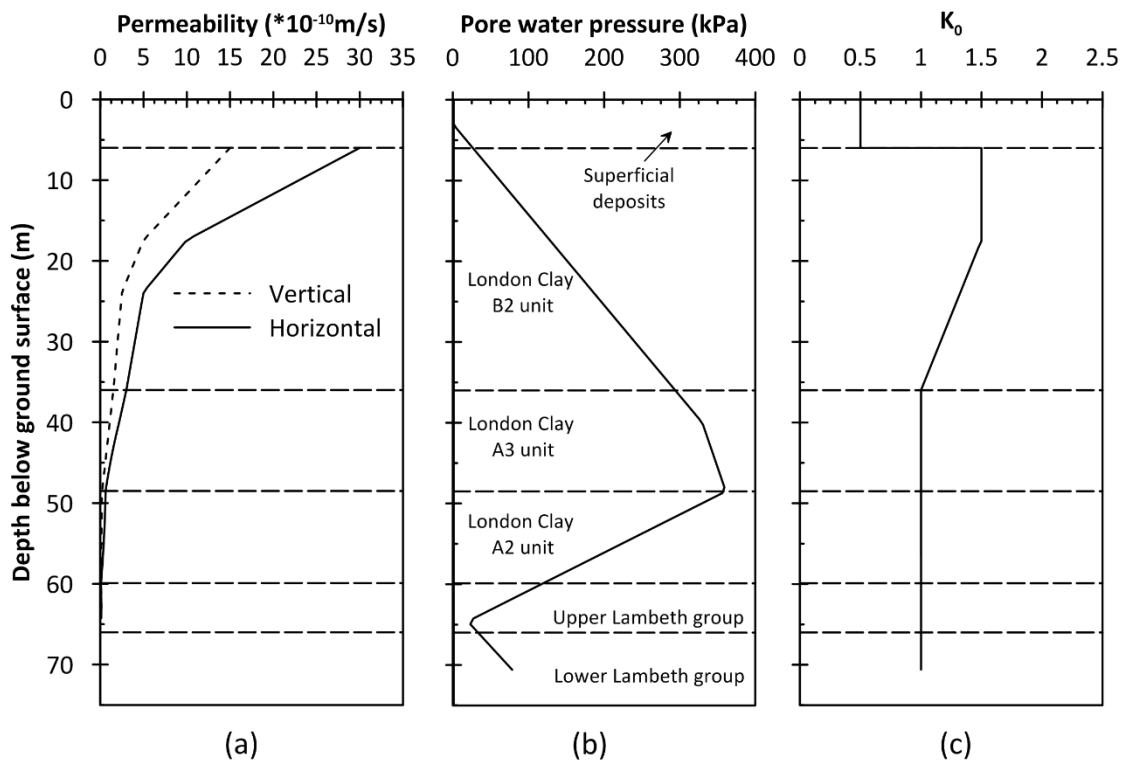 Permeability (*10⁻¹⁰m/s)
0 5 10 15 20 25 30 35
Pore water pressure (kPa)
0 100 200 300 400
K₀
0 0.5 1 1.5 2 2.5
Depth below ground surface (m)
0
10
20
30
40
50
60
70
Vertical
Horizontal
Superficial
deposits
London Clay
B2 unit
London Clay
A3 unit
London Clay
A2 unit
Upper Lambeth group
Lower Lambeth group
(a)
(b)
(c)